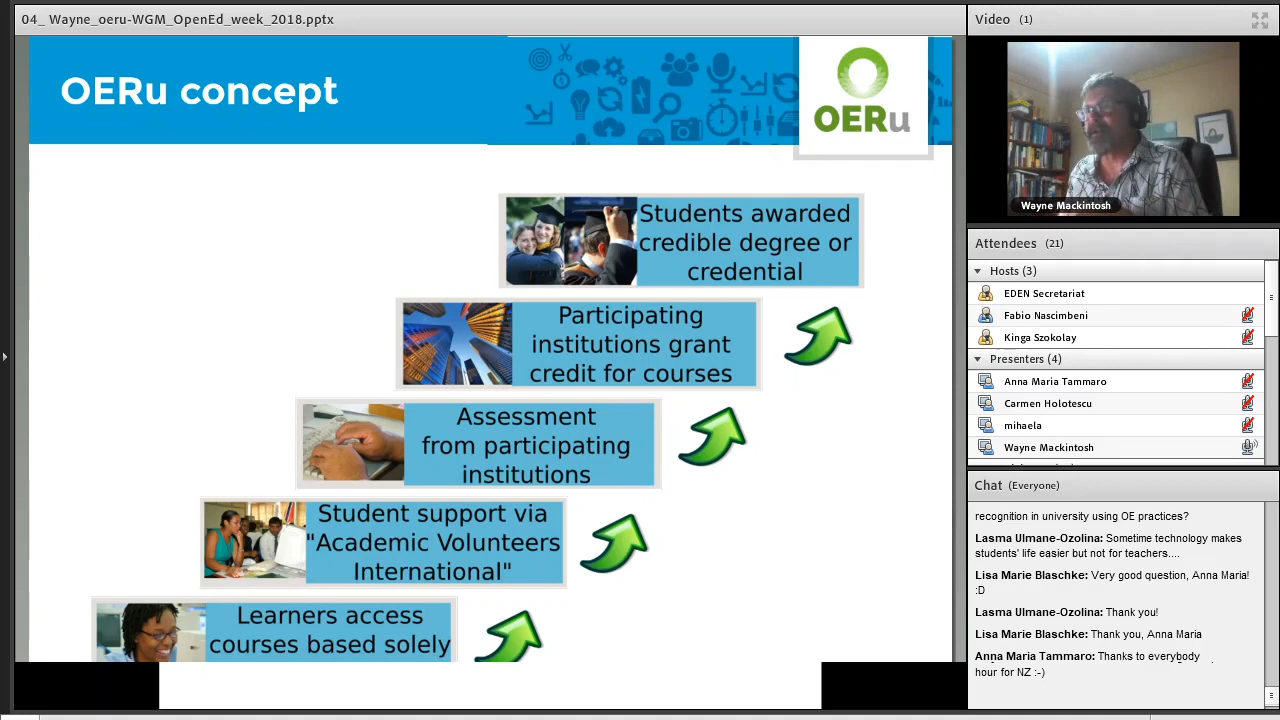 04_ Wayne_oeru-WGM_OpenEd_week_2018.pptx
OERu concept
OERu
Students awarded
credible degree or
credential
Participating
institutions grant
credit for courses
Assessment
from participating
institutions
Student support via
"Academic Volunteers
International"
Learners access
courses based solely
Video (1)
Wayne Mackintosh
Attendees (21)
Hosts (3)
EDEN Secretariat
Fabio Nascimbeni
Kinga Szokolay
Presenters (4)
Anna Maria Tammaro
Carmen Holotescu
mihaela
Wayne Mackintosh
Chat (Everyone)
recognition in university using OE practices?
Lasma Ulmane-Ozolina: Sometime technology makes
students' life easier but not for teachers....
Lisa Marie Blaschke: Very good question, Anna Maria!
:D
Lasma Ulmane-Ozolina: Thank you!
Lisa Marie Blaschke: Thank you, Anna Maria
Anna Maria Tammaro: Thanks to everybody
hour for NZ :-)